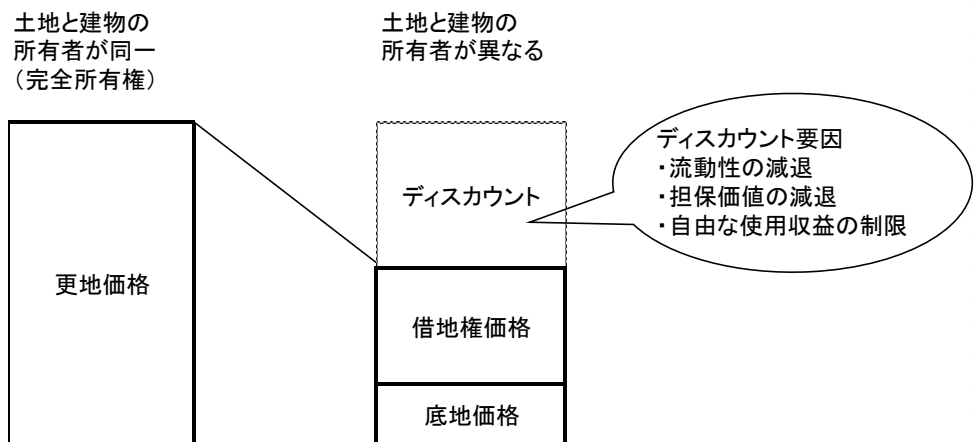 土地と建物の
所有者が同一
（完全所有権）
土地と建物の
所有者が異なる
ディスカウント要因
・流動性の減退
・担保価値の減退
・自由な使用収益の制限
ディスカウント
更地価格
借地権価格
底地価格